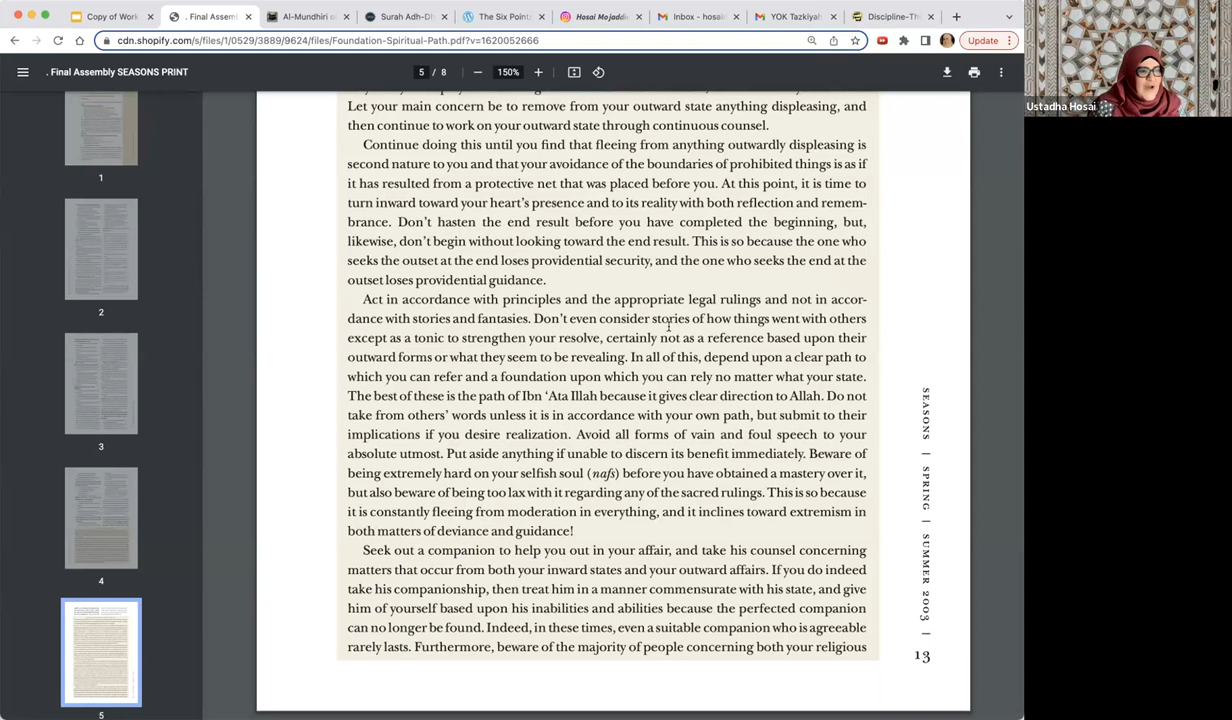 Copy of Work
. Final Assembl
Al-Mundhiri o
Surah Adh-Dh
The Six Points
Hosai Mojaddid
Inbox - hosain
YOK Tazkiyah
Discipline-Thi
cdn.shopify.com/s/files/1/0529/3889/9624/files/Foundation-Spiritual-Path.pdf?v=1620052666
Update
. Final Assembly SEASONS PRINT
5 / 8
150%
Ustadha Hosai
1
2
3
4
5
Let your main concern be to remove from your outward state anything displeasing, and
then continue to work on your outward state through continuous counsel.
Continue doing this until you find that fleeing from anything outwardly displeasing is
second nature to you and that your avoidance of the boundaries of prohibited things is as if
it has resulted from a protective net that was placed before you. At this point, it is time to
turn inward toward your heart's presence and to its reality with both reflection and remem-
brance. Don't hasten the end result before you have completed the beginning, but,
likewise, don't begin without looking toward the end result. This is so because the one who
seeks the outset at the end loses providential security, and the one who seeks the end at the
outset loses providential guidance.
Act in accordance with principles and the appropriate legal rulings and not in accor-
dance with stories and fantasies. Don't even consider stories of how things went with others
except as a tonic to strengthen your resolve, certainly not as a reference based upon their
outward forms or what they seem to be revealing. In all of this, depend upon a clear path to
which you can refer and a foundation upon which you can rely no matter what your state.
The best of these is the path of Ibn 'Ata Illah because it gives clear direction to Allah. Do not
take from others' words unless it is in accordance with your own path, but submit to their
implications if you desire realization. Avoid all forms of vain and foul speech to your
absolute utmost. Put aside anything if unable to discern its benefit immediately. Beware of
being extremely hard on your selfish soul (nafs) before you have obtained a mastery over it,
but also beware of being too lax with it regarding any of the sacred rulings. This is so because
it is constantly fleeing from moderation in everything, and it inclines toward extremism in
both matters of deviance and guidance!
Seek out a companion to help you out in your affair, and take his counsel concerning
matters that occur from both your inward states and your outward affairs. If you do indeed
take his companionship, then treat him in a manner commensurate with his state, and give
him of yourself based upon his inabilities and abilities because the perfected companion
can no longer be found. Indeed, in these times, even a suitable companion who is agreeable
rarely lasts. Furthermore, beware of the majority of people concerning both your religious
SEASONS | SPRING | SUMMER 2003 |
13